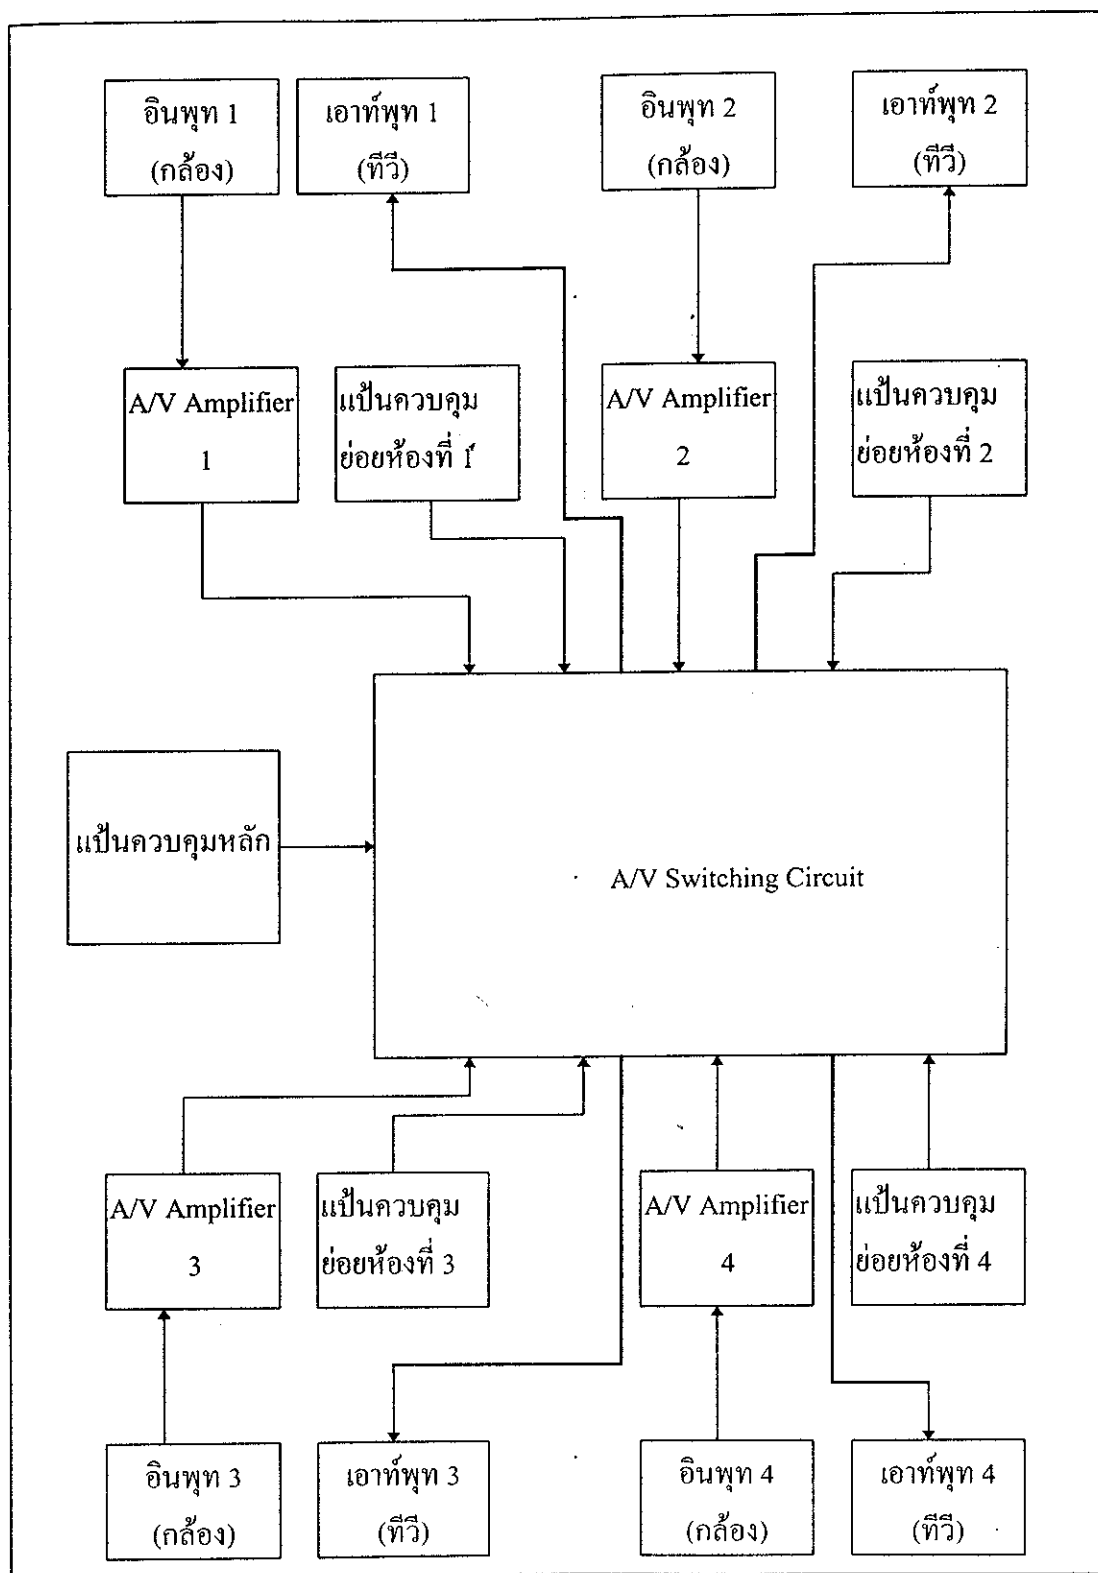 อินพุท 1
(กล้อง)
เอาท์พุท 1
(ทีวี)
อินพุท 2
(กล้อง)
เอาท์พุท 2
(ทีวี)
A/V Amplifier
1
แป้นควบคุม
ย่อยห้องที่ 1
A/V Amplifier
2
แป้นควบคุม
ย่อยห้องที่ 2
แป้นควบคุมหลัก
A/V Switching Circuit
A/V Amplifier
3
แป้นควบคุม
ย่อยห้องที่ 3
A/V Amplifier
4
แป้นควบคุม
ย่อยห้องที่ 4
อินพุท 3
(กล้อง)
เอาท์พุท 3
(ทีวี)
อินพุท 4
(กล้อง)
เอาท์พุท 4
(ทีวี)